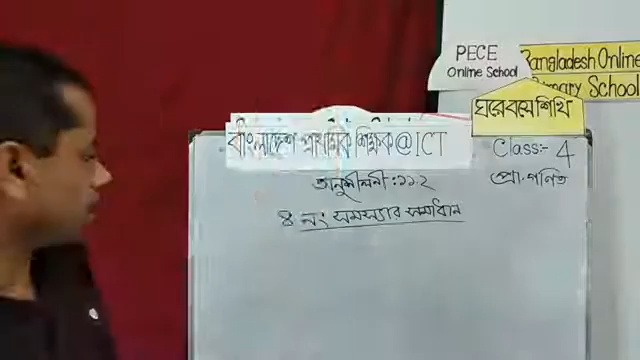 PECE
Online School
Bangladesh Online
Primary School
ঘরে বসে শিখি
বাংলাদেশ প্রাথমিক শিক্ষক@ICT
Class:- 4
অনুশীলনী:১১.২
প্রা.গণিত
৪ নং সমস্যার সমাধান